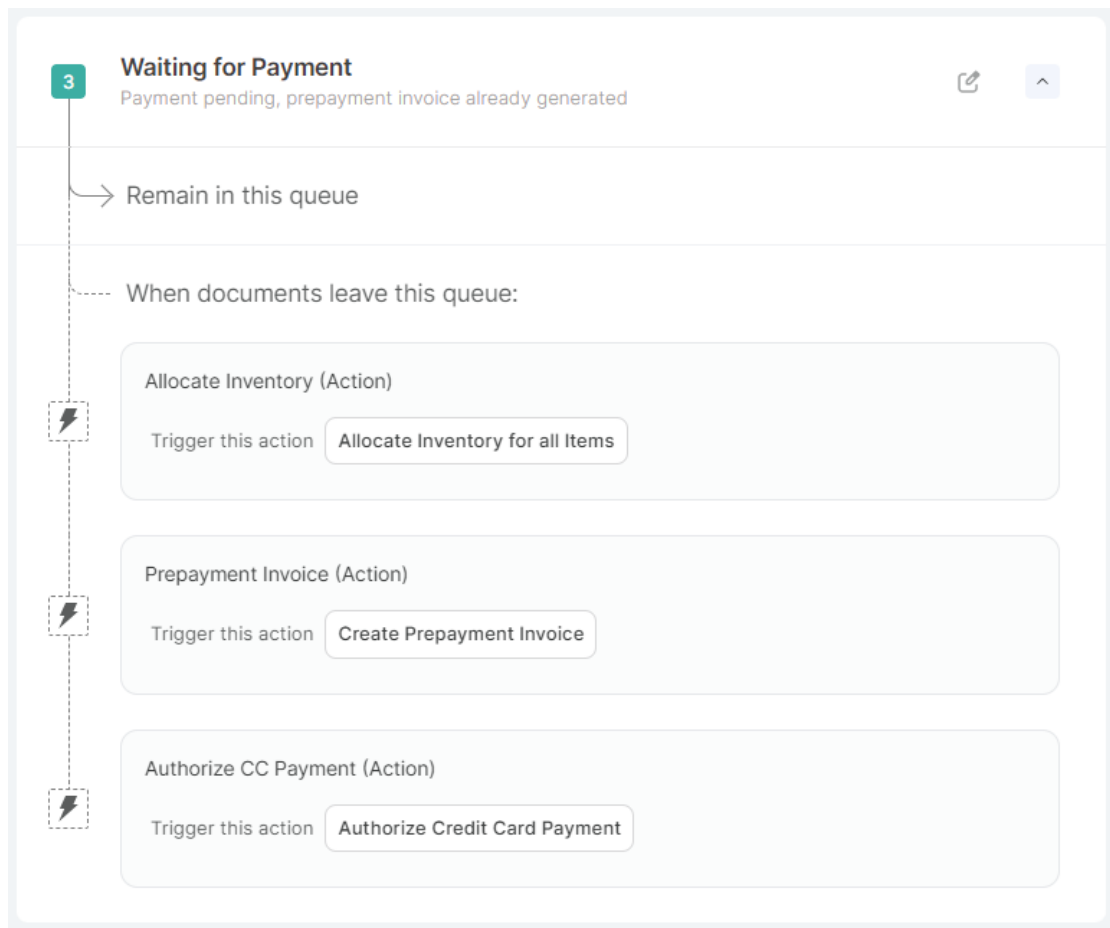 3
Waiting for Payment
Payment pending, prepayment invoice already generated
Remain in this queue
When documents leave this queue:
Allocate Inventory (Action)
Trigger this action Allocate Inventory for all Items
Prepayment Invoice (Action)
Trigger this action Create Prepayment Invoice
Authorize CC Payment (Action)
Trigger this action Authorize Credit Card Payment